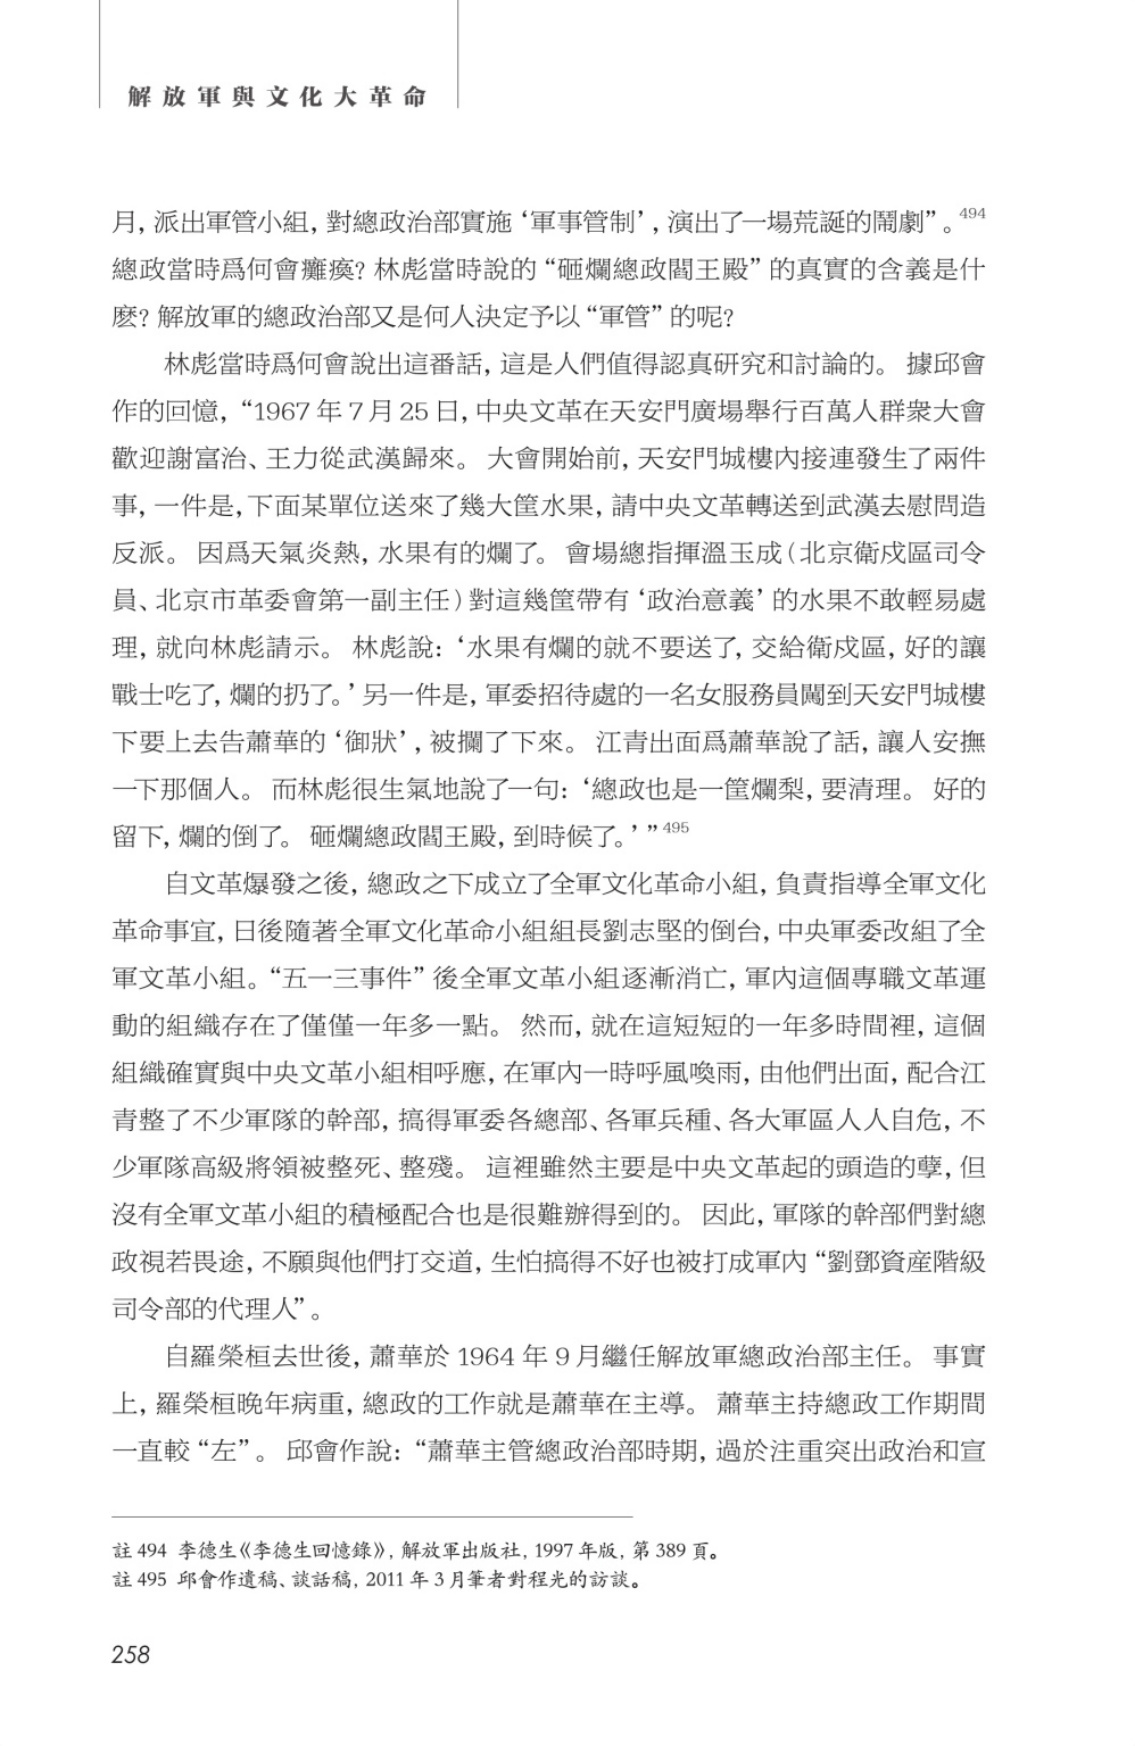 解放軍與文化大革命
月，派出軍管小組，對總政治部實施‘軍事管制’，演出了一場荒誕的鬧劇”。494
總政當時爲何會癱瘓？林彪當時說的“砸爛總政閻王殿”的真實的含義是什
麽？解放軍的總政治部又是何人決定予以“軍管”的呢？
林彪當時爲何會說出這番話，這是人們值得認真研究和討論的。據邱會
作的回憶，“1967年7月25日，中央文革在天安門廣場舉行百萬人群衆大會
歡迎謝富治、王力從武漢歸來。大會開始前，天安門城樓內接連發生了兩件
事，一件是，下面某單位送來了幾大筐水果，請中央文革轉送到武漢去慰問造
反派。因爲天氣炎熱，水果有的爛了。會場總指揮溫玉成（北京衛戍區司令
員、北京市革委會第一副主任）對這幾筐帶有‘政治意義’的水果不敢輕易處
理，就向林彪請示。林彪說：‘水果有爛的就不要送了，交給衛戍區，好的讓
戰士吃了，爛的扔了。’另一件是，軍委招待處的一名女服務員闖到天安門城樓
下要上去告蕭華的‘御狀’，被攔了下來。江青出面爲蕭華說了話，讓人安撫
一下那個人。而林彪很生氣地說了一句：‘總政也是一筐爛梨，要清理。好的
留下，爛的倒了。砸爛總政閻王殿，到時候了。’”495
自文革爆發之後，總政之下成立了全軍文化革命小組，負責指導全軍文化
革命事宜，日後隨著全軍文化革命小組組長劉志堅的倒台，中央軍委改組了全
軍文革小組。“五一三事件”後全軍文革小組逐漸消亡，軍內這個專職文革運
動的組織存在了僅僅一年多一點。然而，就在這短短的一年多時間裡，這個
組織確實與中央文革小組相呼應，在軍內一時呼風喚雨，由他們出面，配合江
青整了不少軍隊的幹部，搞得軍委各總部、各軍兵種、各大軍區人人自危，不
少軍隊高級將領被整死、整殘。這裡雖然主要是中央文革起的頭造的孽，但
沒有全軍文革小組的積極配合也是很難辦得到的。因此，軍隊的幹部們對總
政視若畏途，不願與他們打交道，生怕搞得不好也被打成軍內“劉鄧資産階級
司令部的代理人”。
自羅榮桓去世後，蕭華於1964年9月繼任解放軍總政治部主任。事實
上，羅榮桓晚年病重，總政的工作就是蕭華在主導。蕭華主持總政工作期間
一直較“左”。邱會作說：“蕭華主管總政治部時期，過於注重突出政治和宣
註494 李德生《李德生回憶錄》，解放軍出版社，1997年版，第389頁。
註495 邱會作遺稿、談話稿，2011年3月筆者對程光的訪談。
258